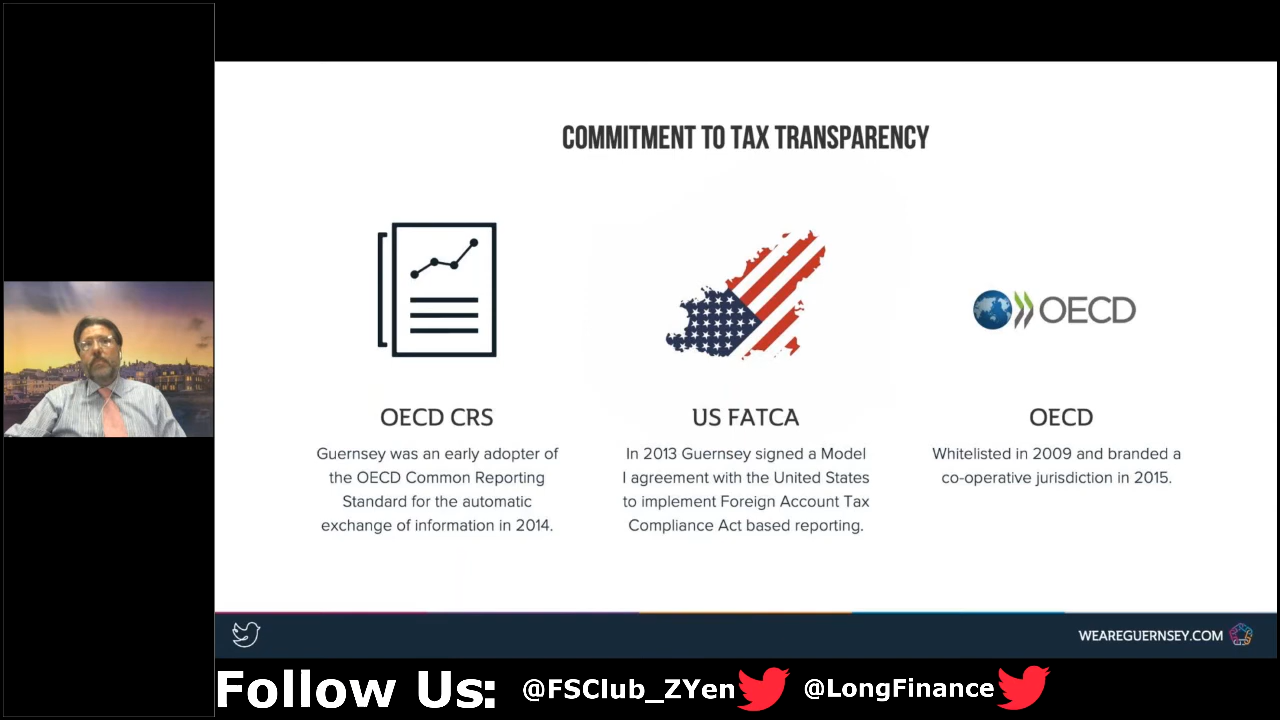 COMMITMENT TO TAX TRANSPARENCY
OECD
OECD CRS
Guernsey was an early adopter of
the OECD Common Reporting
Standard for the automatic
exchange of information in 2014.
US FATCA
In 2013 Guernsey signed a Model
I agreement with the United States
to implement Foreign Account Tax
Compliance Act based reporting.
OECD
Whitelisted in 2009 and branded a
co-operative jurisdiction in 2015.
WEAREGUERNSEY.COM
Follow Us: @FSClub_ZYen @LongFinance